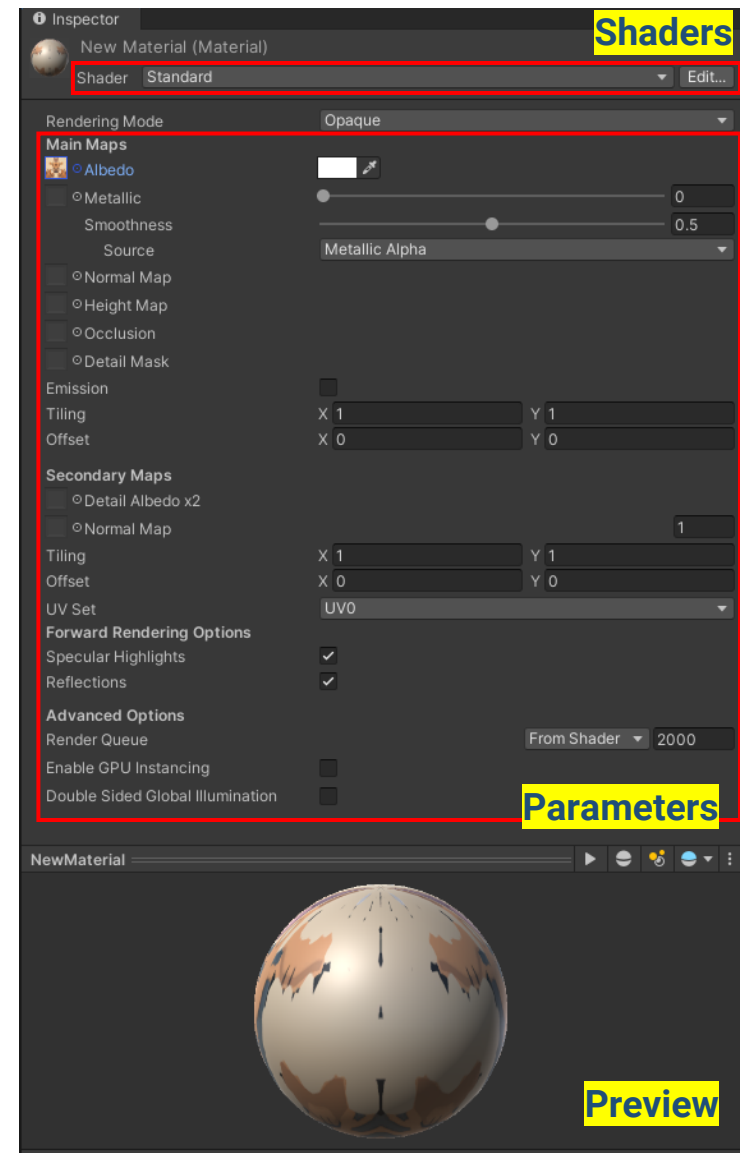 Inspector
Shaders
New Material (Material)
Shader Standard Edit...
Rendering Mode Opaque
Main Maps
Albedo
Metallic 0
Smoothness 0.5
Source Metallic Alpha
Normal Map
Height Map
Occlusion
Detail Mask
Emission
Tiling X 1 Y 1
Offset X 0 Y 0
Secondary Maps
Detail Albedo x2
Normal Map 1
Tiling X 1 Y 1
Offset X 0 Y 0
UV Set UV0
Forward Rendering Options
Specular Highlights
Reflections
Advanced Options
Render Queue From Shader 2000
Enable GPU Instancing
Double Sided Global Illumination
Parameters
NewMaterial
Preview